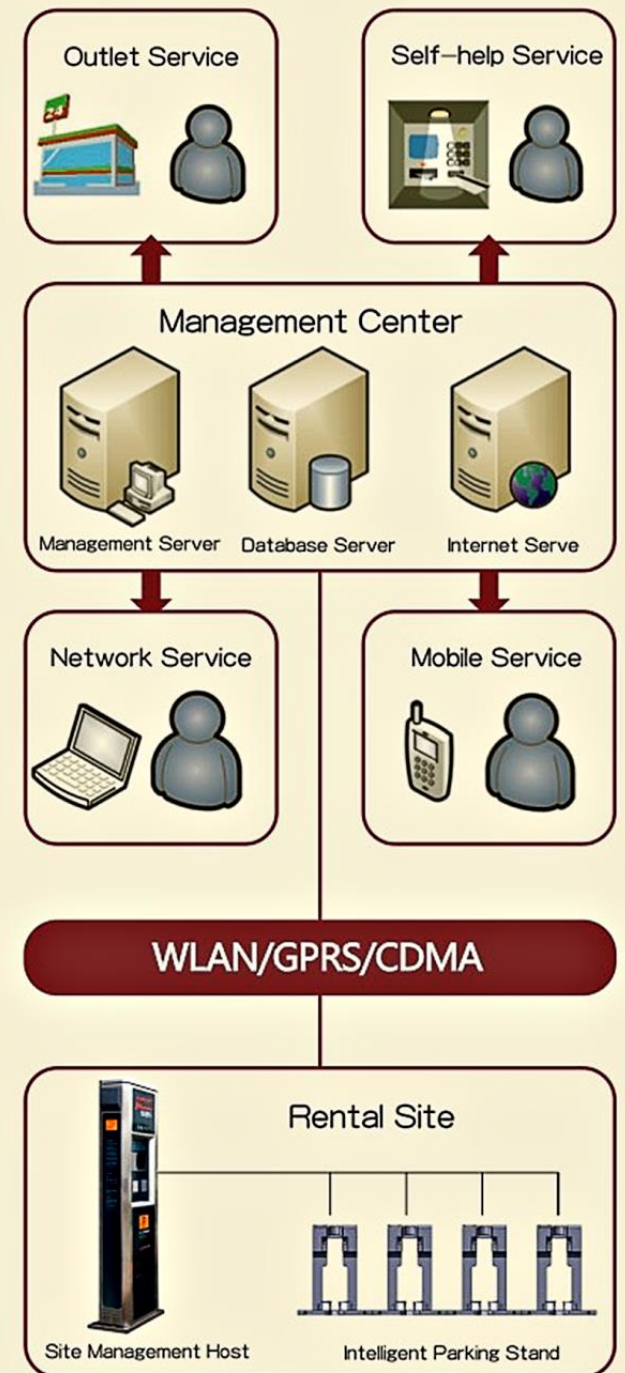 Outlet Service
Self-help Service
24
Management Center
Management Server
Database Server
Internet Serve
Network Service
Mobile Service
WLAN/GPRS/CDMA
Rental Site
Site Management Host
Intelligent Parking Stand